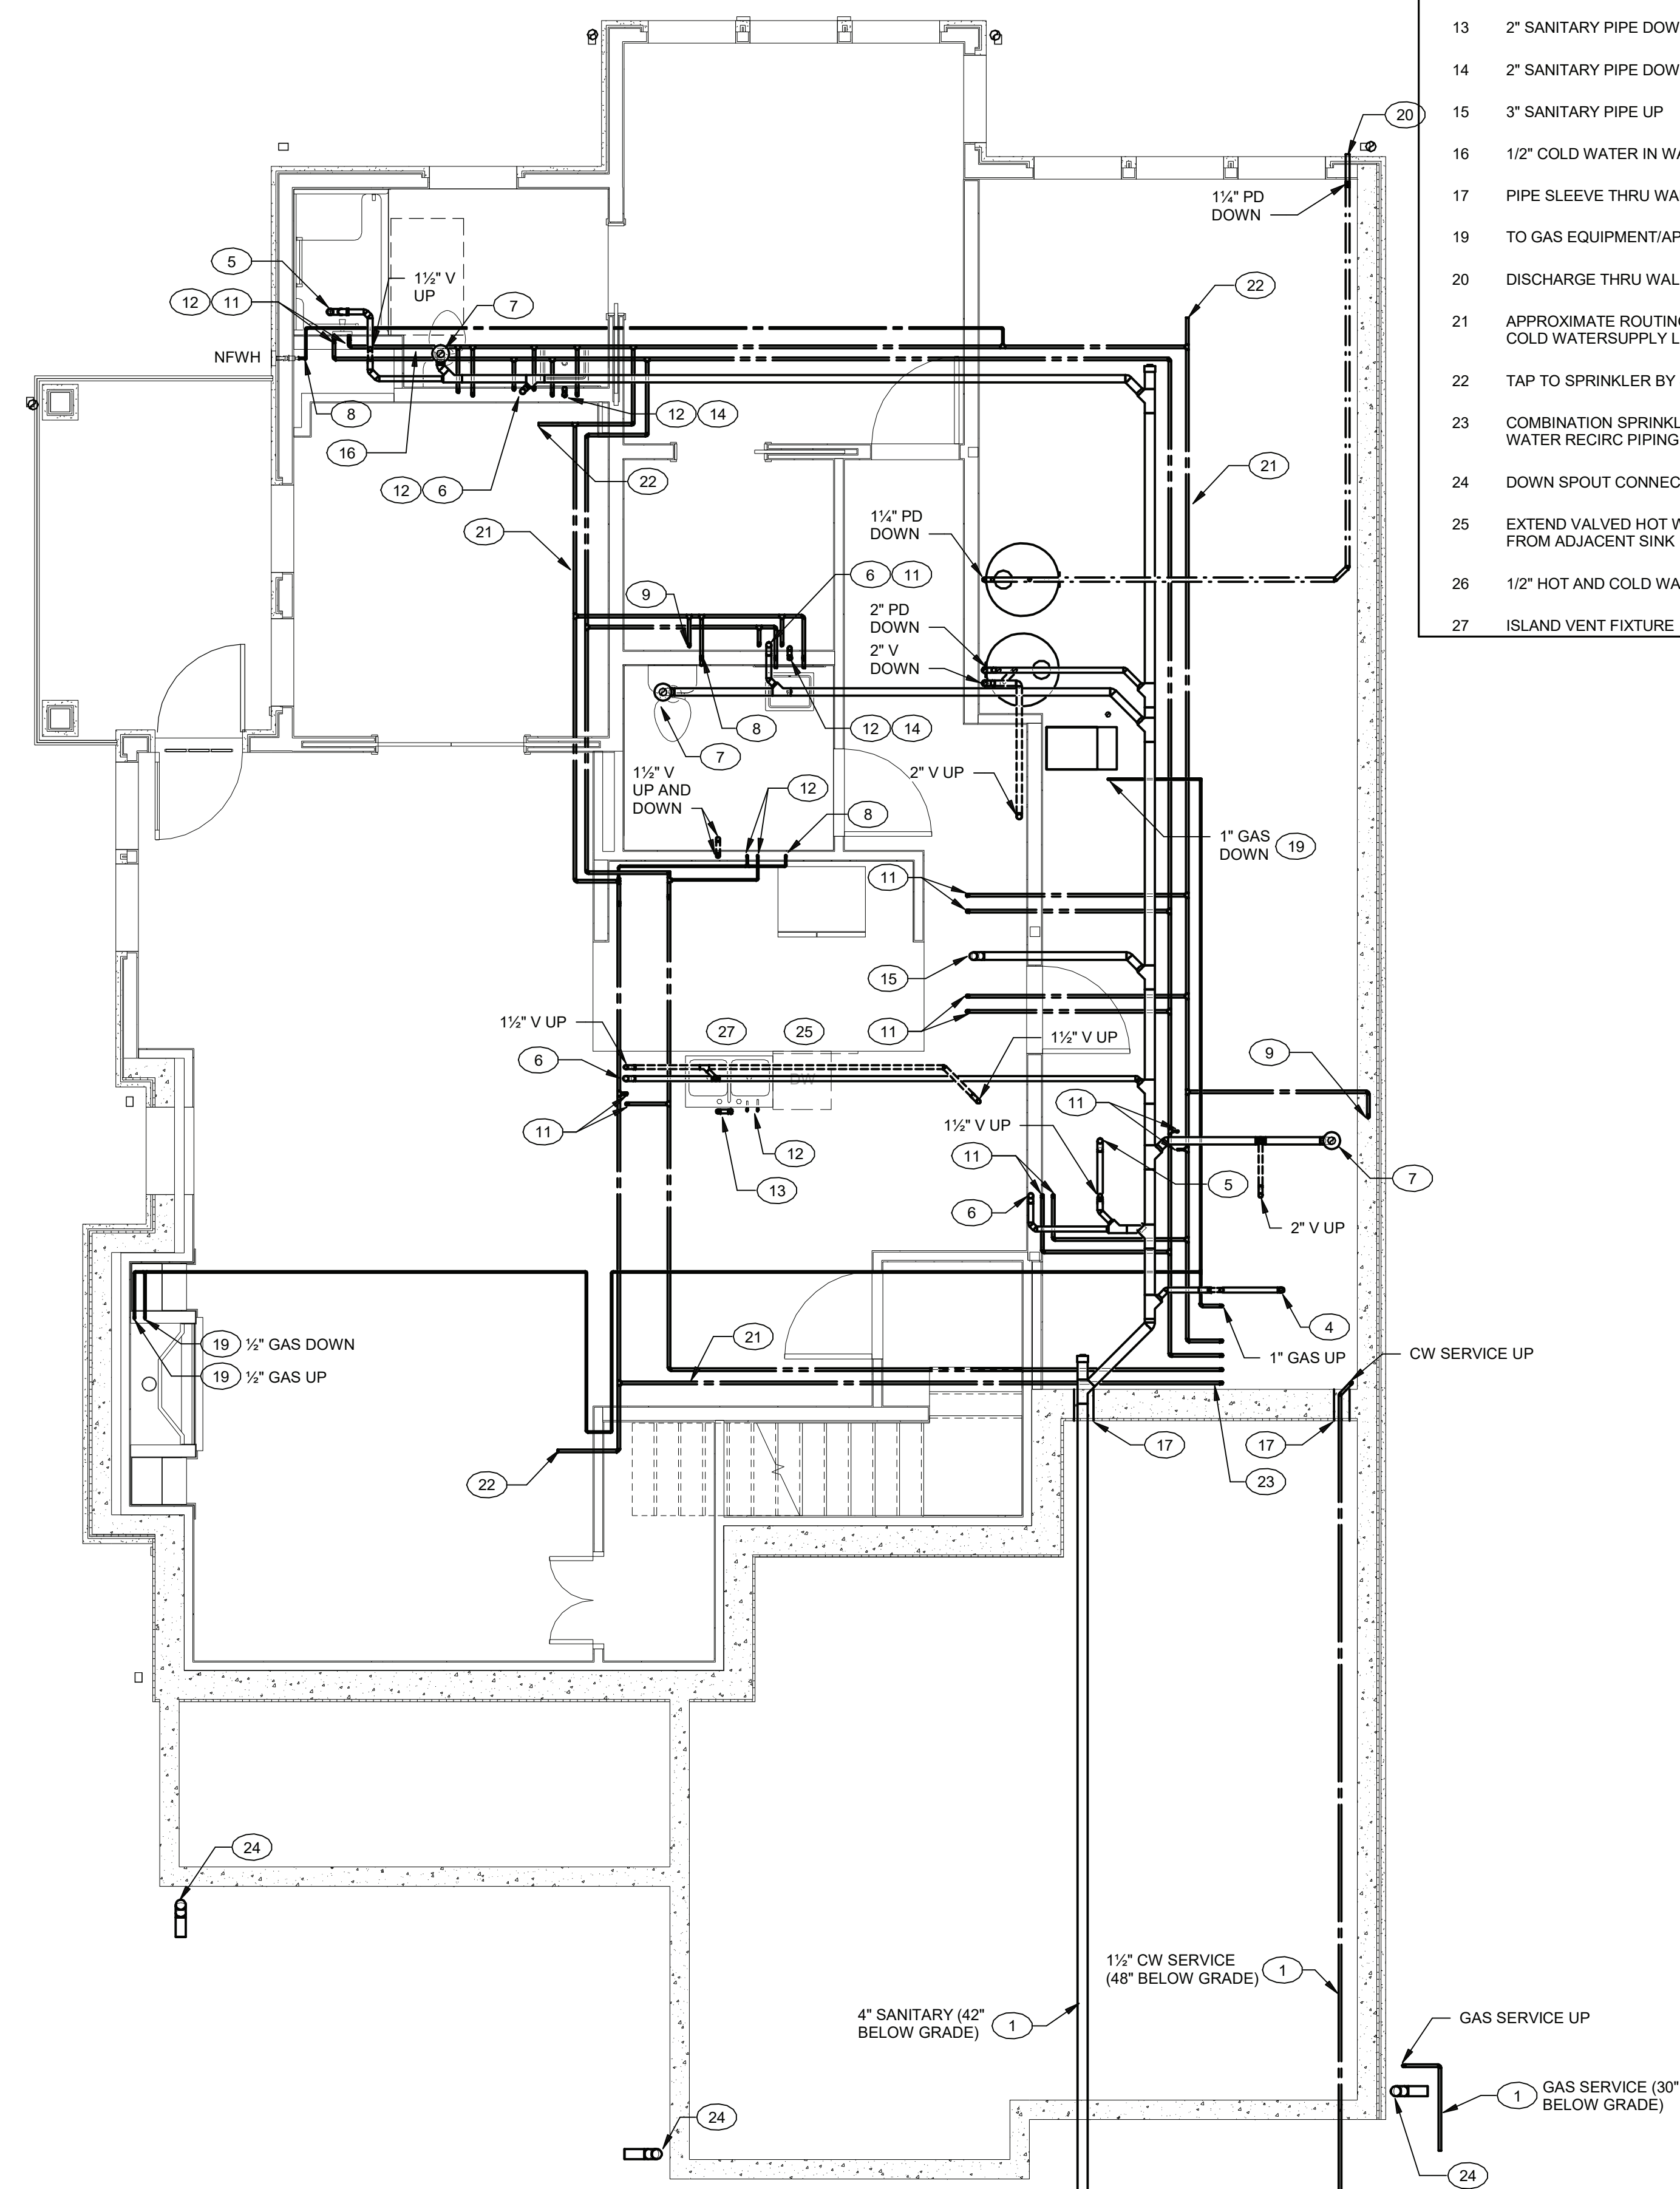 13 2" SANITARY PIPE DOW
14 2" SANITARY PIPE DOW
15 3" SANITARY PIPE UP
16 1/2" COLD WATER IN WA
17 PIPE SLEEVE THRU WA
19 TO GAS EQUIPMENT/AP
20 DISCHARGE THRU WAL
21 APPROXIMATE ROUTING
COLD WATERSUPPLY L
22 TAP TO SPRINKLER BY
23 COMBINATION SPRINKL
WATER RECIRC PIPING
24 DOWN SPOUT CONNEC
25 EXTEND VALVED HOT W
FROM ADJACENT SINK
26 1/2" HOT AND COLD WA
27 ISLAND VENT FIXTURE
20
1¼" PD
DOWN
5
1½" V
UP
12 11
7
22
NFWH
8
16
12 14
12 6
22
21
21
1¼" PD
DOWN
6 11
9
2" PD
DOWN
2" V
DOWN
8
12 14
7
1½" V
UP AND
DOWN
12
2" V UP
8
1" GAS
DOWN
19
11
15
11
1½" V UP
27
25
1½" V UP
6
DW
9
11
11
1½" V UP
12
11
13
5
7
6
2" V UP
4
19 ½" GAS DOWN
21
1" GAS UP
CW SERVICE UP
19 ½" GAS UP
17
17
22
23
24
1½" CW SERVICE
(48" BELOW GRADE)
1
4" SANITARY (42"
BELOW GRADE)
1
GAS SERVICE UP
1
GAS SERVICE (30"
BELOW GRADE)
24
24